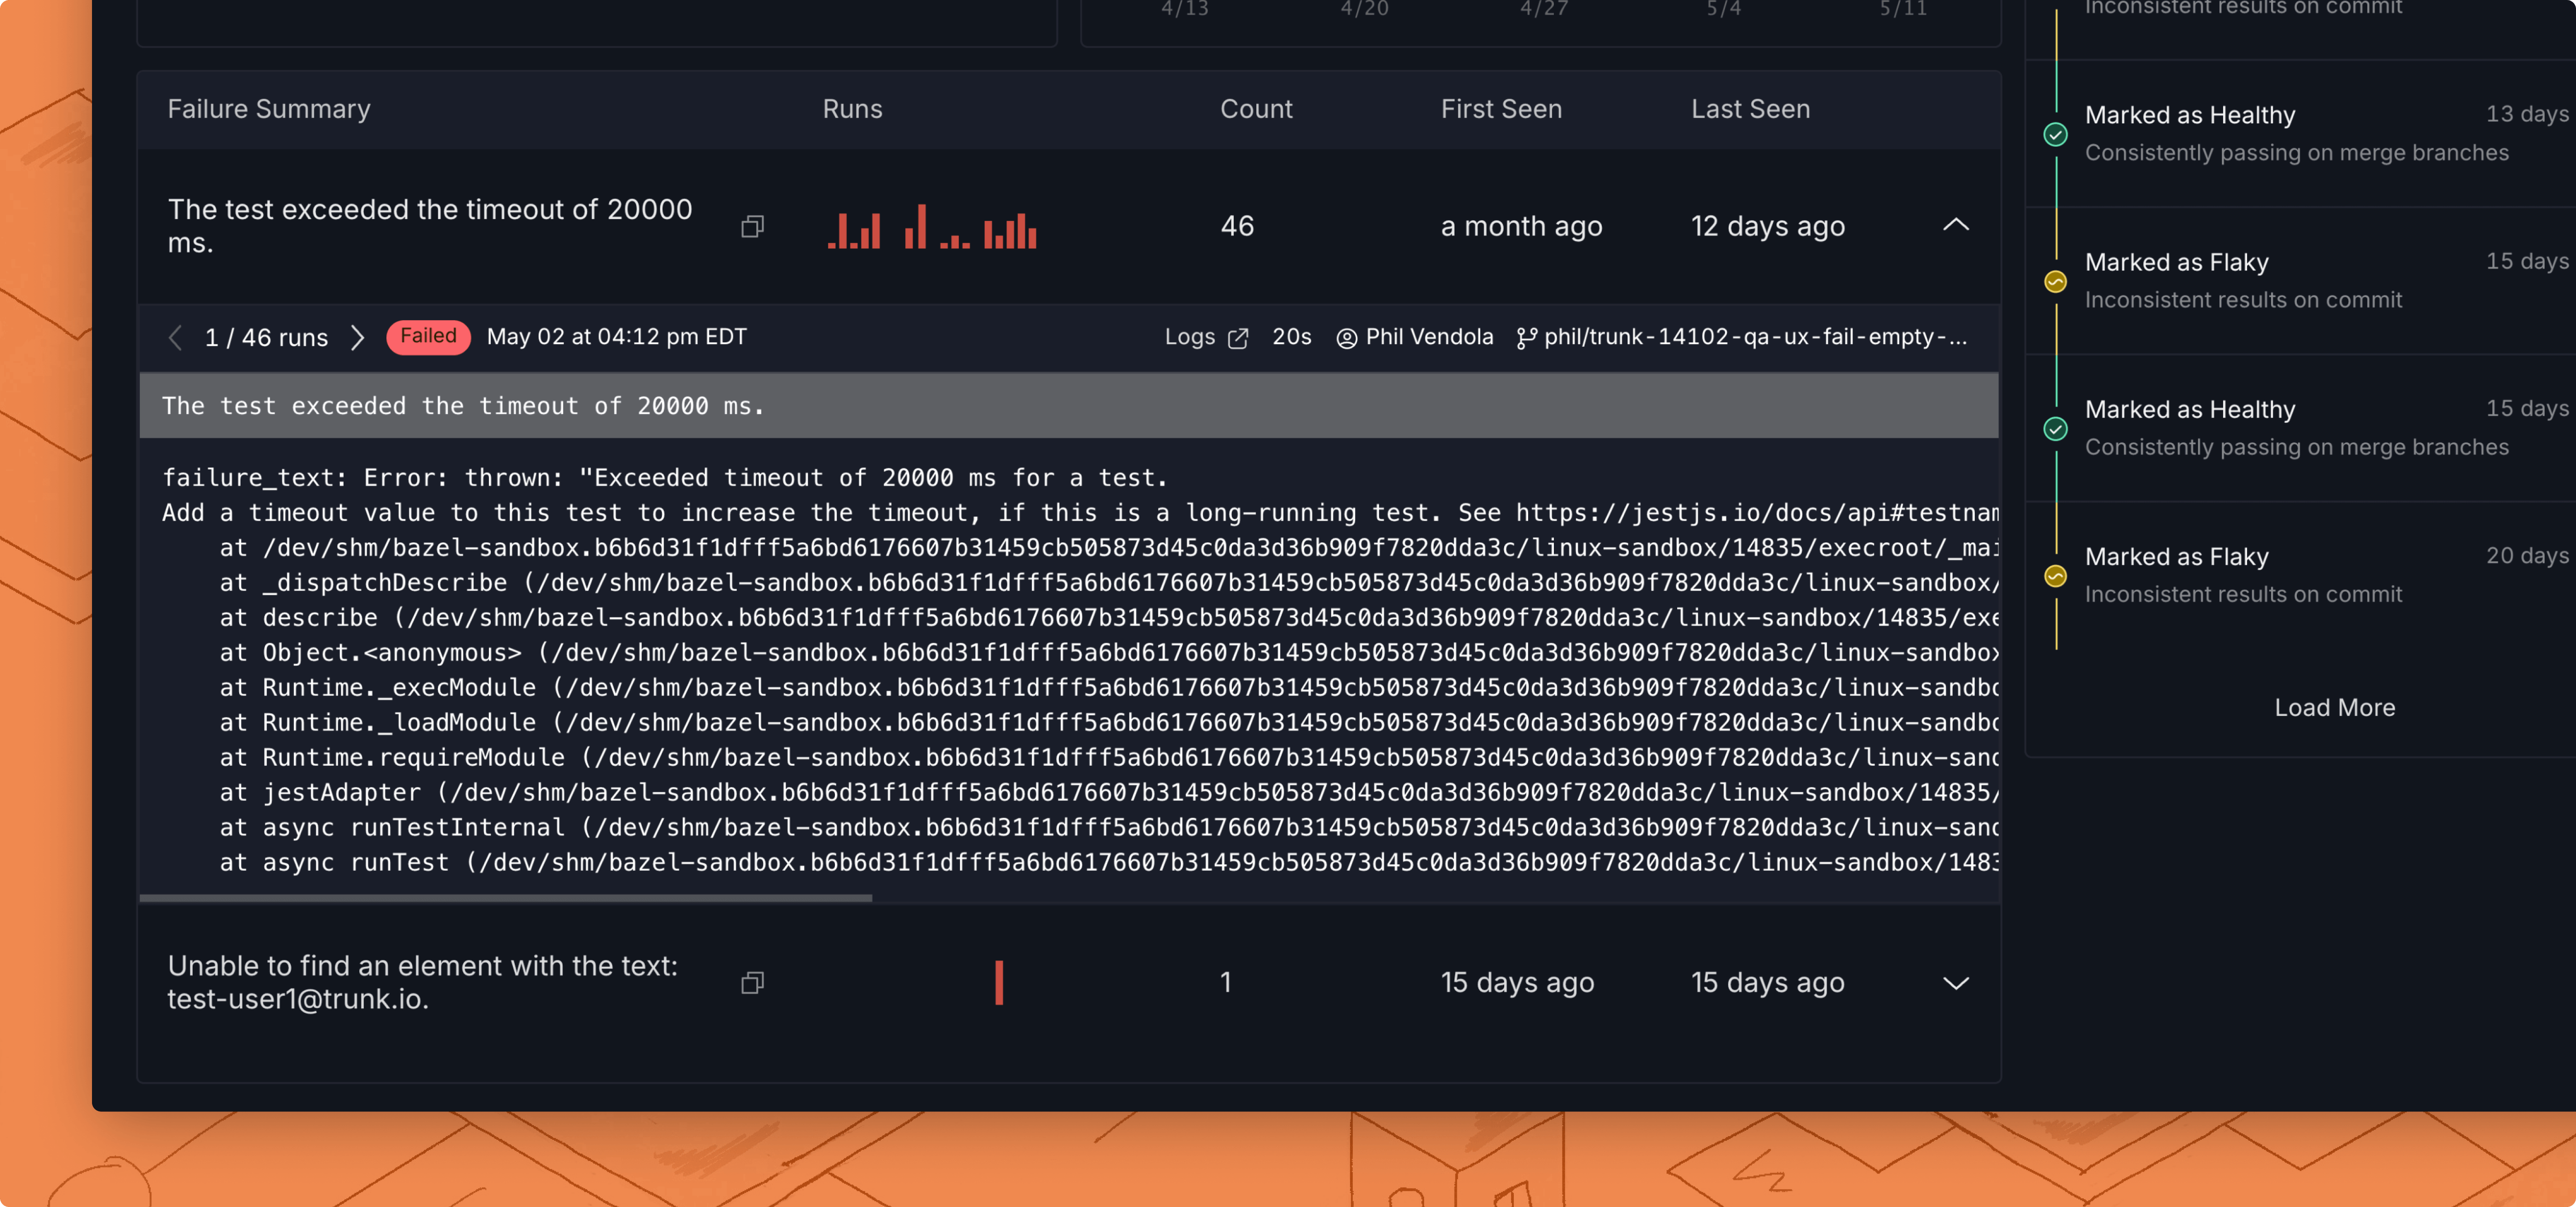 4/13 4/20 4/27 5/4 5/11
Failure Summary Runs Count First Seen Last Seen
The test exceeded the timeout of 20000
ms.
46 a month ago 12 days ago
1 / 46 runs Failed May 02 at 04:12 pm EDT Logs 20s Phil Vendola phil/trunk-14102-qa-ux-fail-empty-...
The test exceeded the timeout of 20000 ms.
failure_text: Error: thrown: "Exceeded timeout of 20000 ms for a test.
Add a timeout value to this test to increase the timeout, if this is a long-running test. See https://jestjs.io/docs/api#testnam
at /dev/shm/bazel-sandbox.b6b6d31f1dfff5a6bd6176607b31459cb505873d45c0da3d36b909f7820dda3c/linux-sandbox/14835/execroot/_mai
at _dispatchDescribe (/dev/shm/bazel-sandbox.b6b6d31f1dfff5a6bd6176607b31459cb505873d45c0da3d36b909f7820dda3c/linux-sandbox/
at describe (/dev/shm/bazel-sandbox.b6b6d31f1dfff5a6bd6176607b31459cb505873d45c0da3d36b909f7820dda3c/linux-sandbox/14835/exe
at Object.<anonymous> (/dev/shm/bazel-sandbox.b6b6d31f1dfff5a6bd6176607b31459cb505873d45c0da3d36b909f7820dda3c/linux-sandbox
at Runtime._execModule (/dev/shm/bazel-sandbox.b6b6d31f1dfff5a6bd6176607b31459cb505873d45c0da3d36b909f7820dda3c/linux-sandbo
at Runtime._loadModule (/dev/shm/bazel-sandbox.b6b6d31f1dfff5a6bd6176607b31459cb505873d45c0da3d36b909f7820dda3c/linux-sandbo
at Runtime.requireModule (/dev/shm/bazel-sandbox.b6b6d31f1dfff5a6bd6176607b31459cb505873d45c0da3d36b909f7820dda3c/linux-sand
at jestAdapter (/dev/shm/bazel-sandbox.b6b6d31f1dfff5a6bd6176607b31459cb505873d45c0da3d36b909f7820dda3c/linux-sandbox/14835/
at async runTestInternal (/dev/shm/bazel-sandbox.b6b6d31f1dfff5a6bd6176607b31459cb505873d45c0da3d36b909f7820dda3c/linux-sand
at async runTest (/dev/shm/bazel-sandbox.b6b6d31f1dfff5a6bd6176607b31459cb505873d45c0da3d36b909f7820dda3c/linux-sandbox/1483
Unable to find an element with the text:
test-user1@trunk.io.
1 15 days ago 15 days ago
Inconsistent results on commit
Marked as Healthy 13 days
Consistently passing on merge branches
Marked as Flaky 15 days
Inconsistent results on commit
Marked as Healthy 15 days
Consistently passing on merge branches
Marked as Flaky 20 days
Inconsistent results on commit
Load More